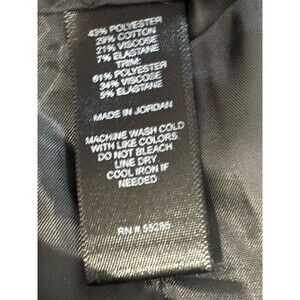 43% POLYESTER
29% COTTON
21% VISCOSE
7% ELASTANE
TRIM:
61% POLYESTER
34% VISCOSE
5% ELASTANE
MADE IN JORDAN
MACHINE WASH COLD
WITH LIKE COLORS.
DO NOT BLEACH
LINE DRY
COOL IRON IF
NEEDED
RN # 55285